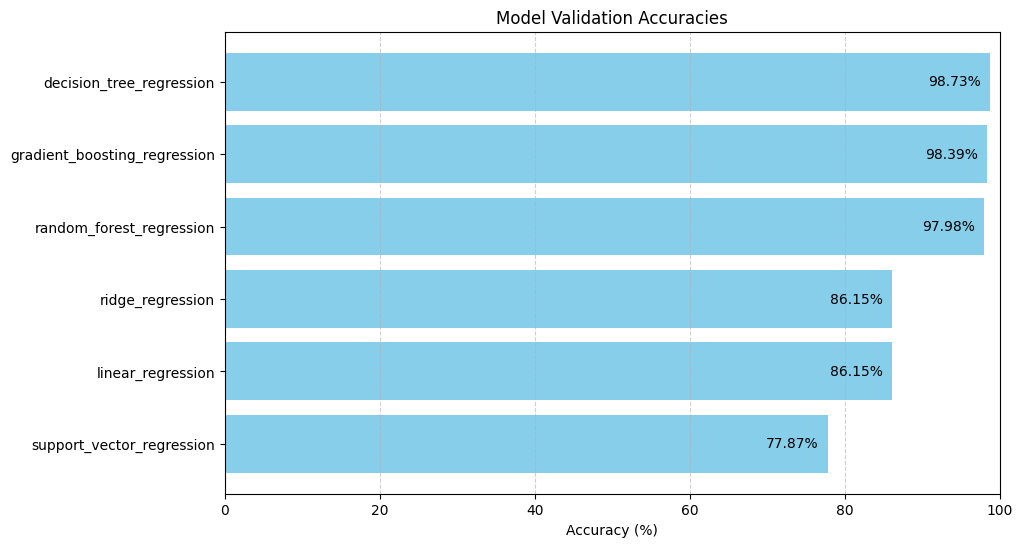 Model Validation Accuracies
decision_tree_regression 98.73%
gradient_boosting_regression 98.39%
random_forest_regression 97.98%
ridge_regression 86.15%
linear_regression 86.15%
support_vector_regression 77.87%
0 20 40 60 80 100
Accuracy (%)